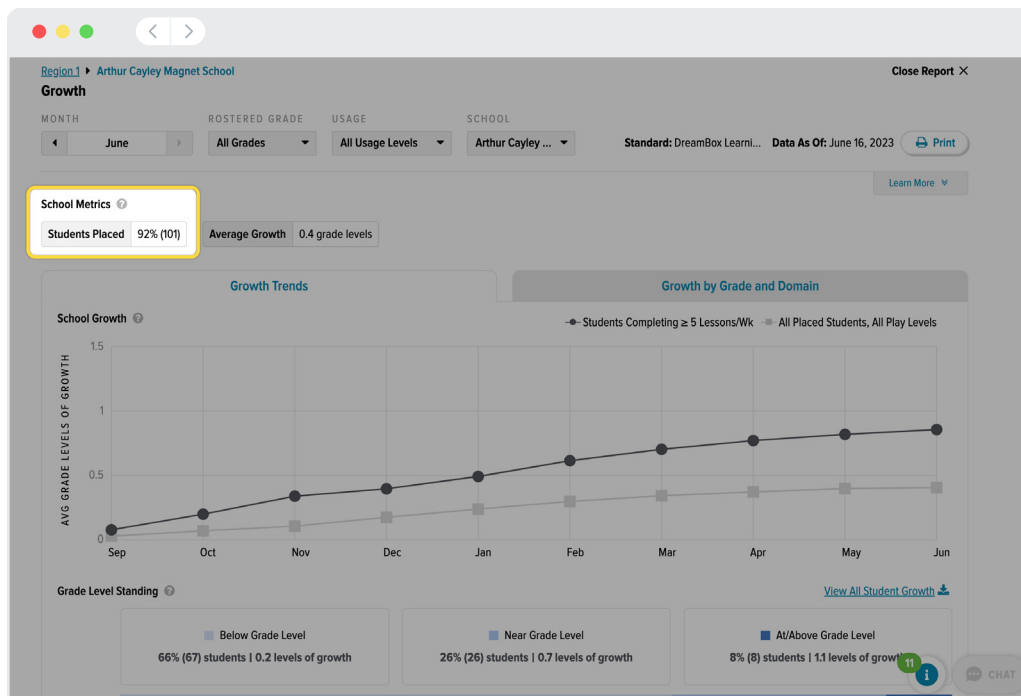 Region 1 Arthur Cayley Magnet School
Close Report
Growth
MONTH ROSTERED GRADE USAGE SCHOOL
June All Grades All Usage Levels Arthur Cayley ... Standard: DreamBox Learni... Data As Of: June 16, 2023 Print
Learn More
School Metrics ?
Students Placed 92% (101) Average Growth 0.4 grade levels
Growth Trends Growth by Grade and Domain
School Growth ?
Students Completing ≥ 5 Lessons/Wk All Placed Students, All Play Levels
AVG GRADE LEVELS OF GROWTH
1.5
1
0.5
0
Sep Oct Nov Dec Jan Feb Mar Apr May Jun
Grade Level Standing ? View All Student Growth
Below Grade Level Near Grade Level At/Above Grade Level
66% (67) students | 0.2 levels of growth 26% (26) students | 0.7 levels of growth 8% (8) students | 1.1 levels of growt
11
i
CHAT